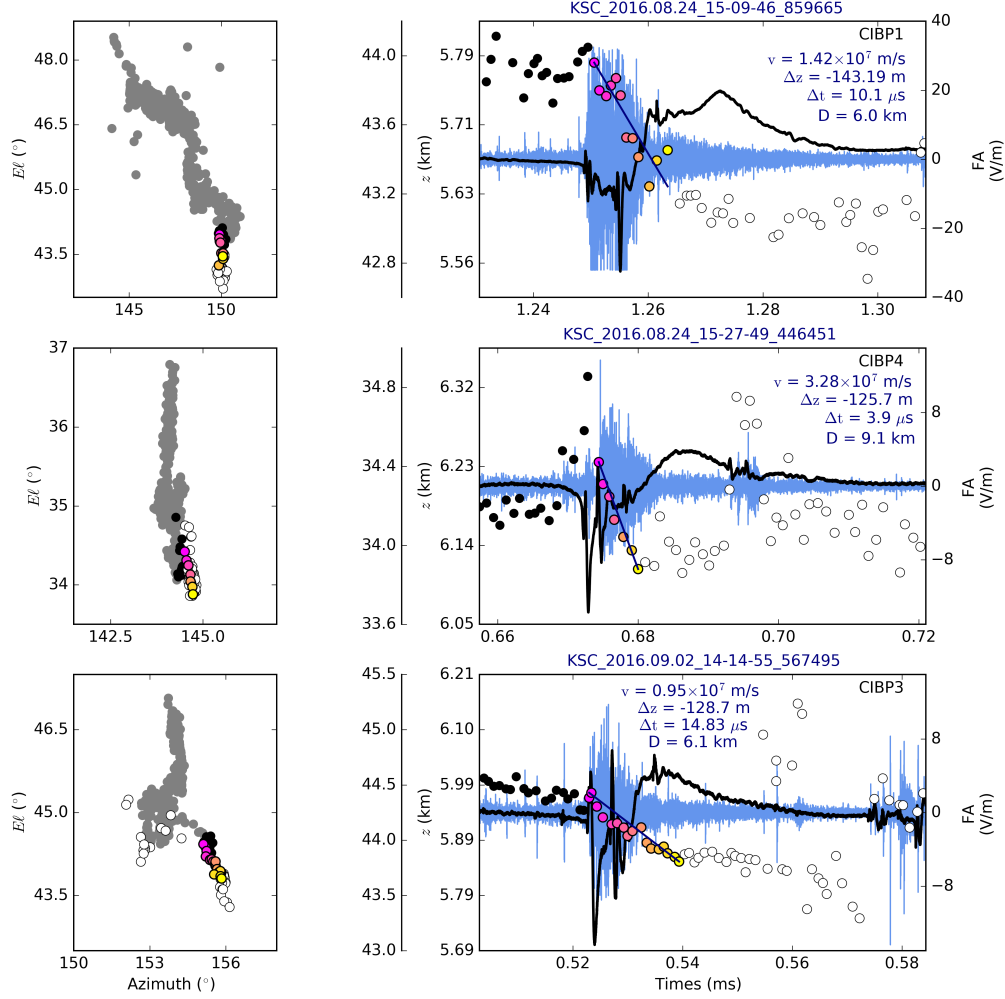 KSC_2016.08.24_15-09-46_859665
CIBP1
v = 1.42×10⁷ m/s
Δz = -143.19 m
Δt = 10.1 μs
D = 6.0 km
48.0
46.5
45.0
43.5
Eℓ (°)
145
150
44.0
43.6
43.2
42.8
z (km)
5.79
5.71
5.63
5.56
1.24
1.26
1.28
1.30
40
20
0
−20
−40
FA
(V/m)
KSC_2016.08.24_15-27-49_446451
CIBP4
v = 3.28×10⁷ m/s
Δz = -125.7 m
Δt = 3.9 μs
D = 9.1 km
37
36
35
34
Eℓ (°)
142.5
145.0
34.8
34.4
34.0
33.6
z (km)
6.32
6.23
6.14
6.05
0.66
0.68
0.70
0.72
8
0
−8
FA
(V/m)
KSC_2016.09.02_14-14-55_567495
CIBP3
v = 0.95×10⁷ m/s
Δz = -128.7 m
Δt = 14.83 μs
D = 6.1 km
46.5
45.0
43.5
Eℓ (°)
150
153
156
Azimuth (°)
45.5
45.0
44.5
44.0
43.5
43.0
z (km)
6.21
6.10
5.99
5.89
5.79
5.69
0.52
0.54
0.56
0.58
Times (ms)
8
0
−8
FA
(V/m)